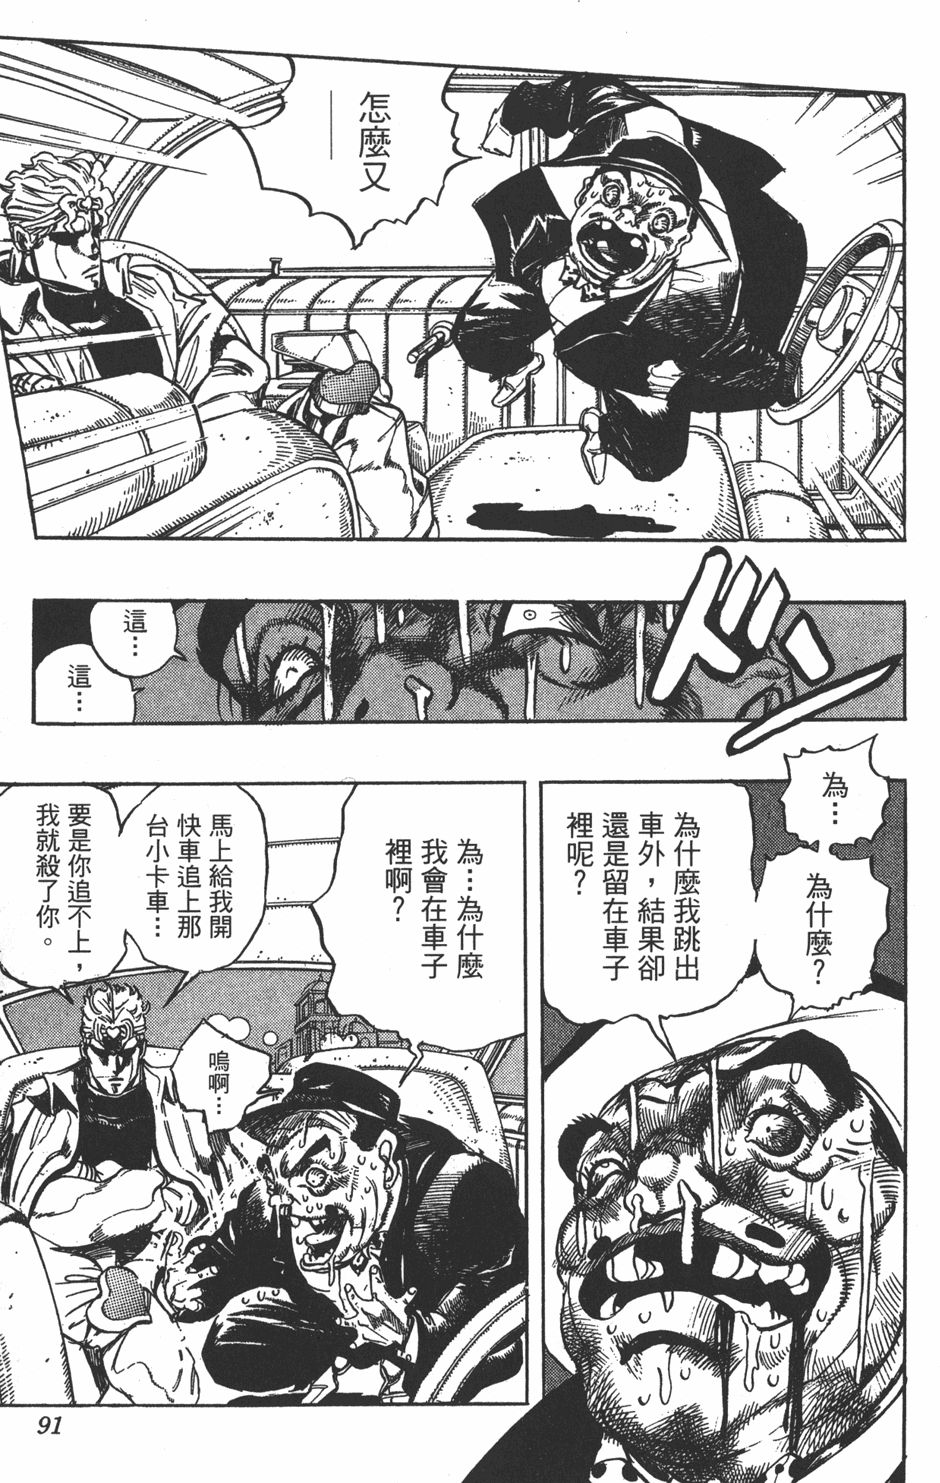 怎麼又
──
ドドン
這…
這…
為…
為什麼？
為什麼我跳出
車外，結果卻
還是留在車子
裡呢？
為…為什麼
我會在車子
裡啊？
嗚啊…
馬上給我開
快車追上那
台小卡車…
要是你追不上，
我就殺了你。
91